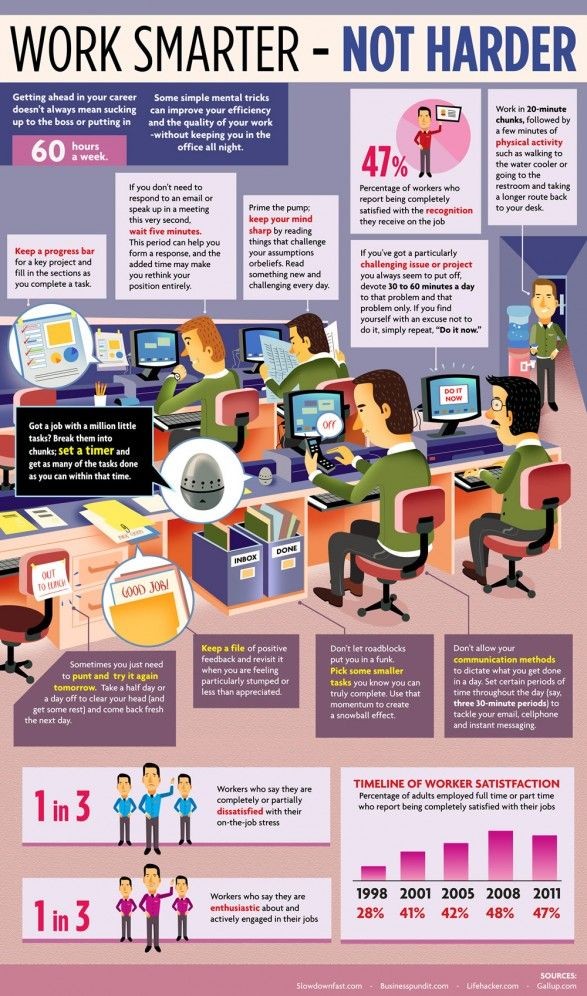 WORK SMARTER - NOT HARDER
Getting ahead in your career
doesn't always mean sucking
up to the boss or putting in
60 hours
a week.
Some simple mental tricks
can improve your efficiency
and the quality of your work
-without keeping you in the
office all night.
47%
Percentage of workers who
report being completely
satisfied with the recognition
they receive on the job
Work in 20-minute
chunks, followed by
a few minutes of
physical activity
such as walking to
the water cooler or
going to the
restroom and taking
a longer route back
to your desk.
If you don't need to
respond to an email or
speak up in a meeting
this very second,
wait five minutes.
This period can help you
form a response, and the
added time may make
you rethink your
position entirely.
Prime the pump;
keep your mind
sharp by reading
things that challenge
your assumptions
orbeliefs. Read
something new and
challenging every day.
Keep a progress bar
for a key project and
fill in the sections as
you complete a task.
If you've got a particularly
challenging issue or project
you always seem to put off,
devote 30 to 60 minutes a day
to that problem and that
problem only. If you find
yourself with an excuse not to
do it, simply repeat, "Do it now."
DO IT
NOW
Off
Got a job with a million little
tasks? Break them into
chunks; set a timer and
get as many of the tasks done
as you can within that time.
INBOX
DONE
OUT
TO LUNCH
GOOD JOB!
Sometimes you just need
to punt and try it again
tomorrow. Take a half day or
a day off to clear your head (and
get some rest) and come back fresh
the next day.
Keep a file of positive
feedback and revisit it
when you are feeling
particularly stumped or
less than appreciated.
Don't let roadblocks
put you in a funk.
Pick some smaller
tasks you know you can
truly complete. Use that
momentum to create
a snowball effect.
Don't allow your
communication methods
to dictate what you get done
in a day. Set certain periods of
time throughout the day (say,
three 30-minute periods) to
tackle your email, cellphone
and instant messaging.
1 in 3
Workers who say they are
completely or partially
dissatisfied with their
on-the-job stress
1 in 3
Workers who say they are
enthusiastic about and
actively engaged in their jobs
TIMELINE OF WORKER SATISTFACTION
Percentage of adults employed full time or part time
who report being completely satisfied with their jobs
1998 2001 2005 2008 2011
28% 41% 42% 48% 47%
SOURCES:
Slowdownfast.com - Businesspundit.com - Lifehacker.com - Gallup.com